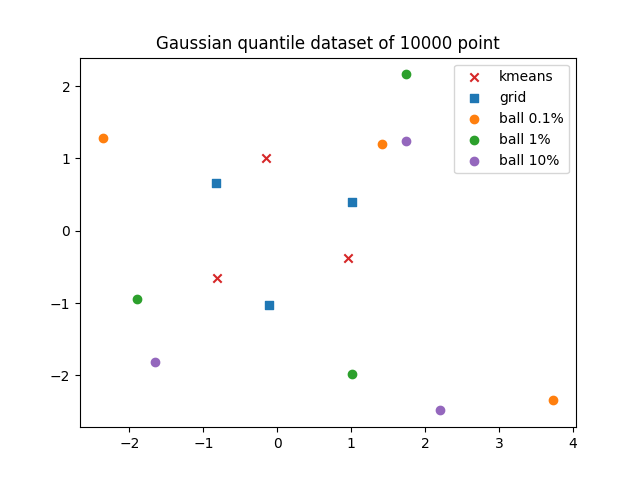 Gaussian quantile dataset of 10000 point
kmeans
grid
ball 0.1%
ball 1%
ball 10%
2
1
0
−1
−2
−2 −1 0 1 2 3 4